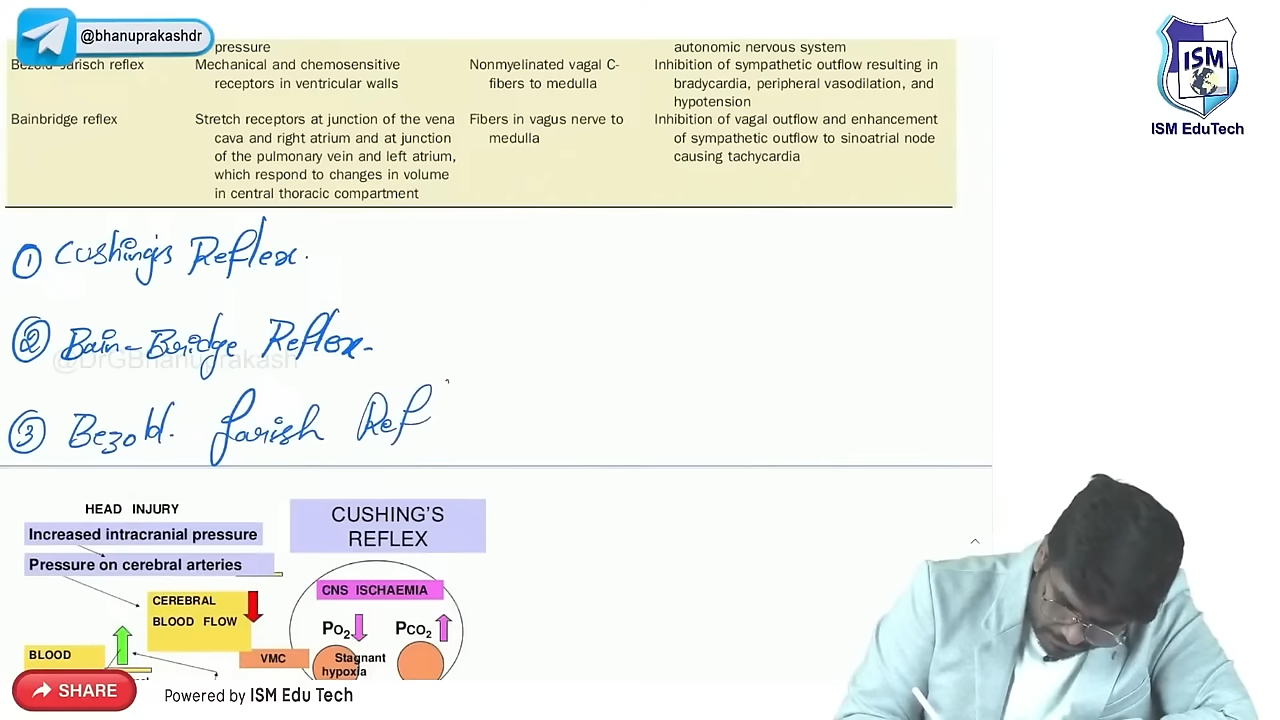 @bhanuprakashdr
pressure
autonomic nervous system
Bezold-Jarisch reflex
Mechanical and chemosensitive
receptors in ventricular walls
Nonmyelinated vagal C-
fibers to medulla
Inhibition of sympathetic outflow resulting in
bradycardia, peripheral vasodilation, and
hypotension
Bainbridge reflex
Stretch receptors at junction of the vena
cava and right atrium and at junction
of the pulmonary vein and left atrium,
which respond to changes in volume
in central thoracic compartment
Fibers in vagus nerve to
medulla
Inhibition of vagal outflow and enhancement
of sympathetic outflow to sinoatrial node
causing tachycardia
ISM
ISM EduTech
① Cushing's Reflex.
② Bain-Bridge Reflex-
@DrGBhanuprakash
③ Bezold. Jarish Ref
HEAD INJURY
Increased intracranial pressure
Pressure on cerebral arteries
CEREBRAL
BLOOD FLOW
BLOOD
CUSHING'S
REFLEX
CNS ISCHAEMIA
PO2
PCO2
VMC
Stagnant
hypoxia
SHARE
Powered by ISM Edu Tech